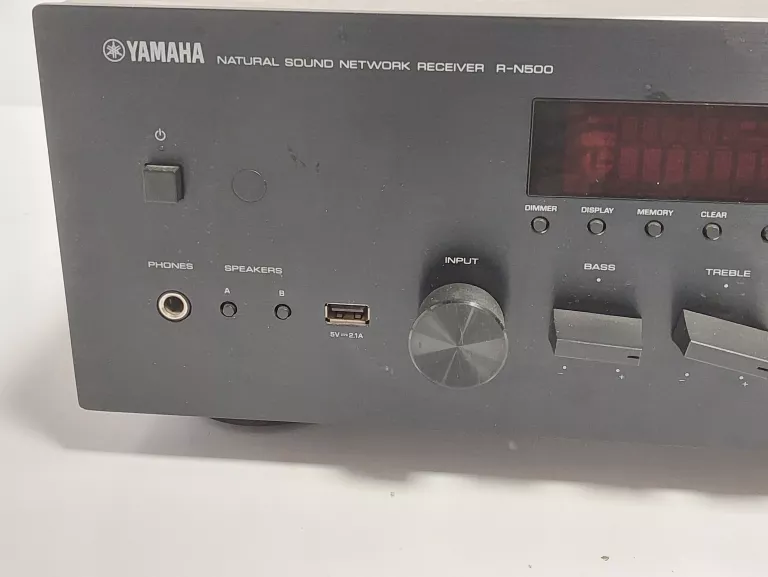 YAMAHA NATURAL SOUND NETWORK RECEIVER R-N500
DIMMER DISPLAY MEMORY CLEAR
PHONES SPEAKERS INPUT BASS TREBLE
A B
5V⎓2.1A
- + - +